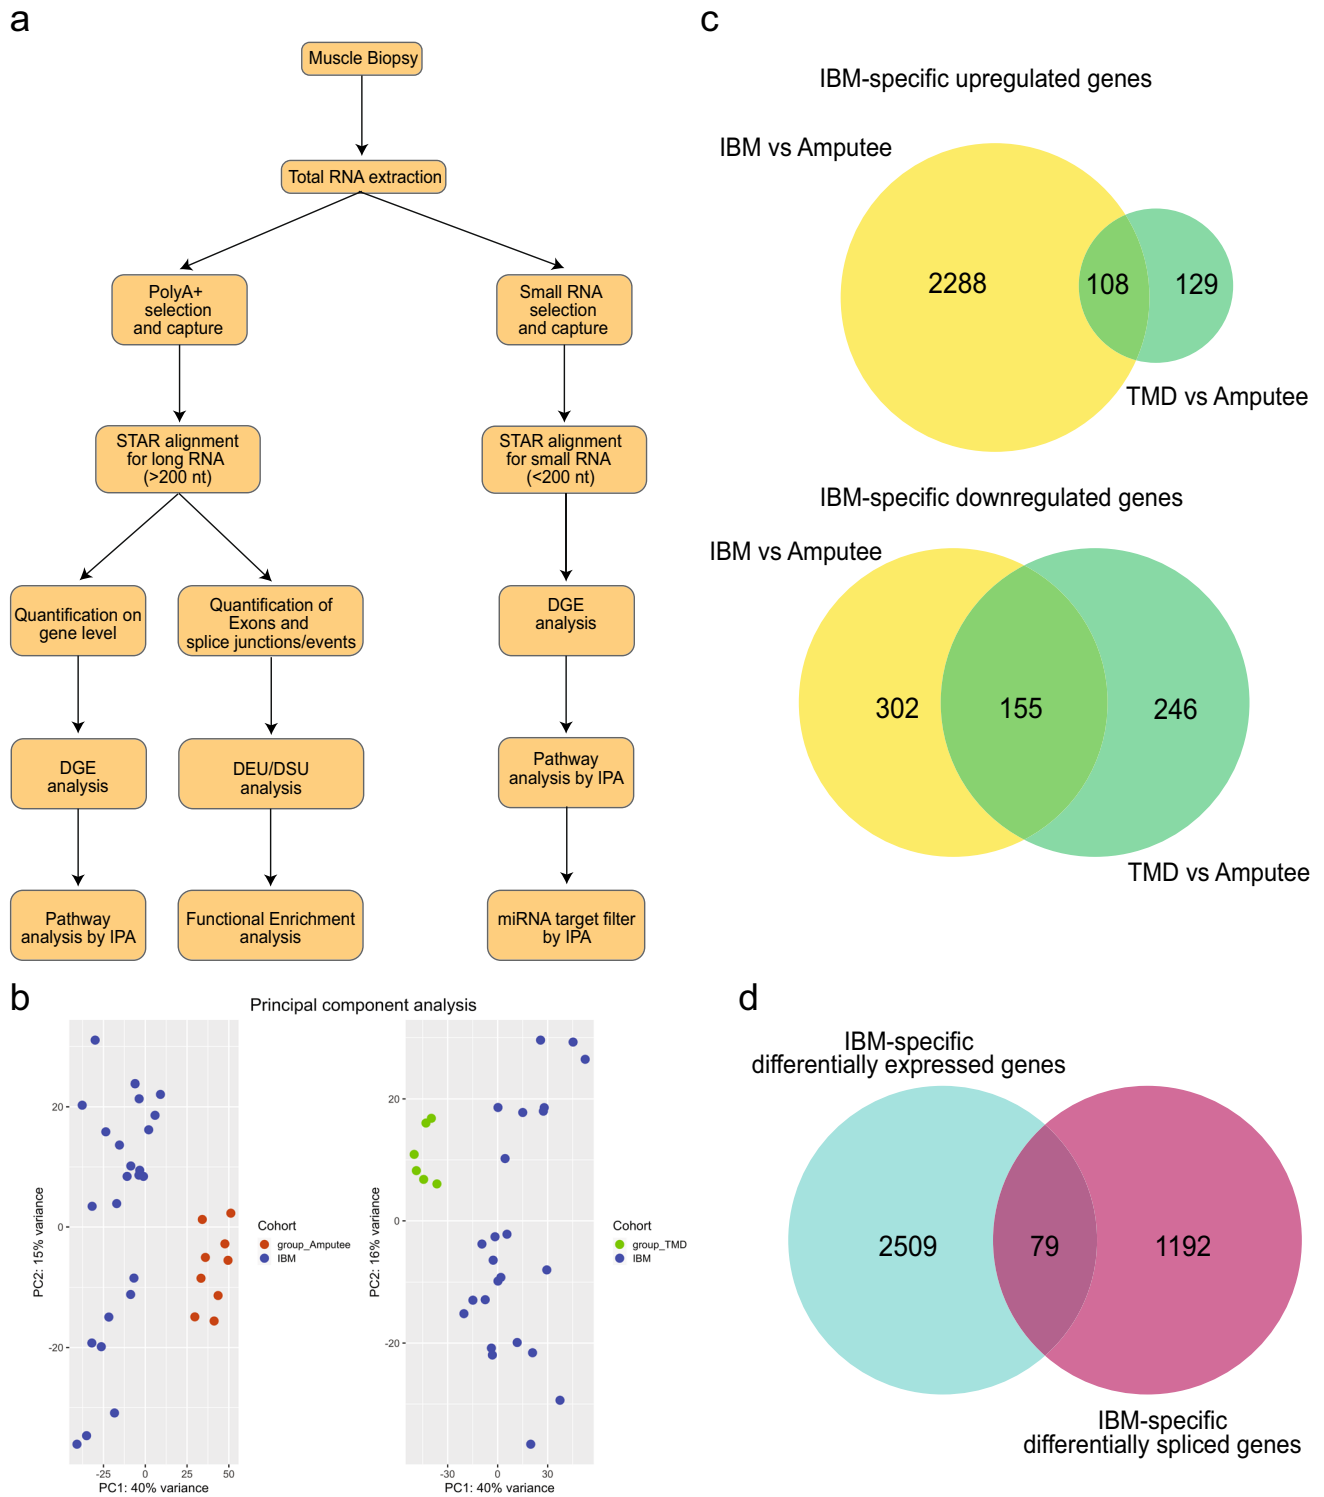 a
Muscle Biopsy
Total RNA extraction
PolyA+
selection
and capture
Small RNA
selection
and capture
STAR alignment
for long RNA
(>200 nt)
STAR alignment
for small RNA
(<200 nt)
Quantification on
gene level
Quantification of
Exons and
splice junctions/events
DGE
analysis
DGE
analysis
DEU/DSU
analysis
Pathway
analysis by IPA
Pathway
analysis by IPA
Functional Enrichment
analysis
miRNA target filter
by IPA
b
Principal component analysis
PC2: 15% variance
20
0
-20
-25 0 25 50
PC1: 40% variance
Cohort
group_Amputee
IBM
PC2: 16% variance
20
0
-20
-30 0 30
PC1: 40% variance
Cohort
group_TMD
IBM
c
IBM-specific upregulated genes
IBM vs Amputee
2288 108 129
TMD vs Amputee
IBM-specific downregulated genes
IBM vs Amputee
302 155 246
TMD vs Amputee
d
IBM-specific
differentially expressed genes
2509 79 1192
IBM-specific
differentially spliced genes